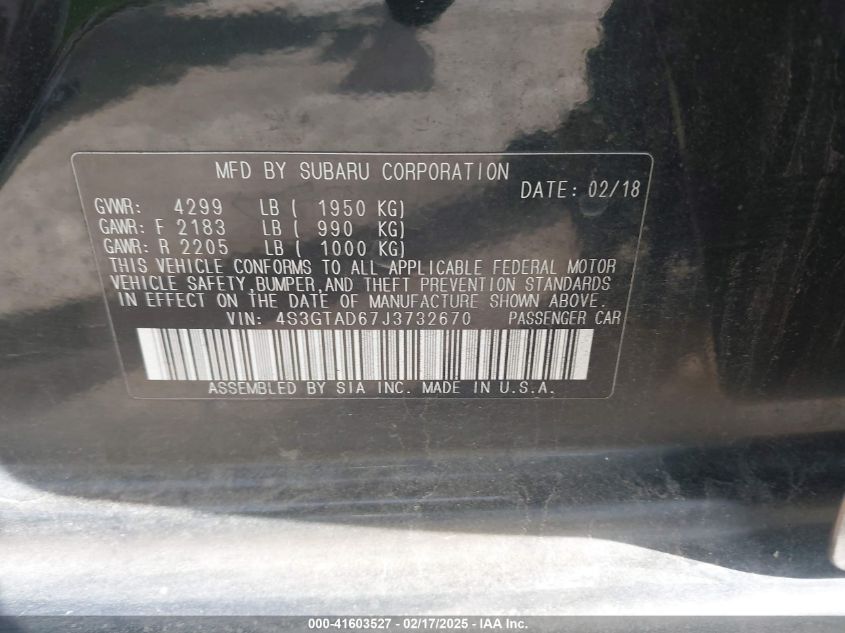 MFD BY SUBARU CORPORATION
DATE: 02/18
GVWR: 4299 LB ( 1950 KG)
GAWR: F 2183 LB ( 990 KG)
GAWR: R 2205 LB ( 1000 KG)
THIS VEHICLE CONFORMS TO ALL APPLICABLE FEDERAL MOTOR
VEHICLE SAFETY,BUMPER,AND THEFT PREVENTION STANDARDS
IN EFFECT ON THE DATE OF MANUFACTURE SHOWN ABOVE.
VIN: 4S3GTAD67J3732670 PASSENGER CAR
ASSEMBLED BY SIA INC. MADE IN U.S.A.
000-41603527 - 02/17/2025 - IAA Inc.